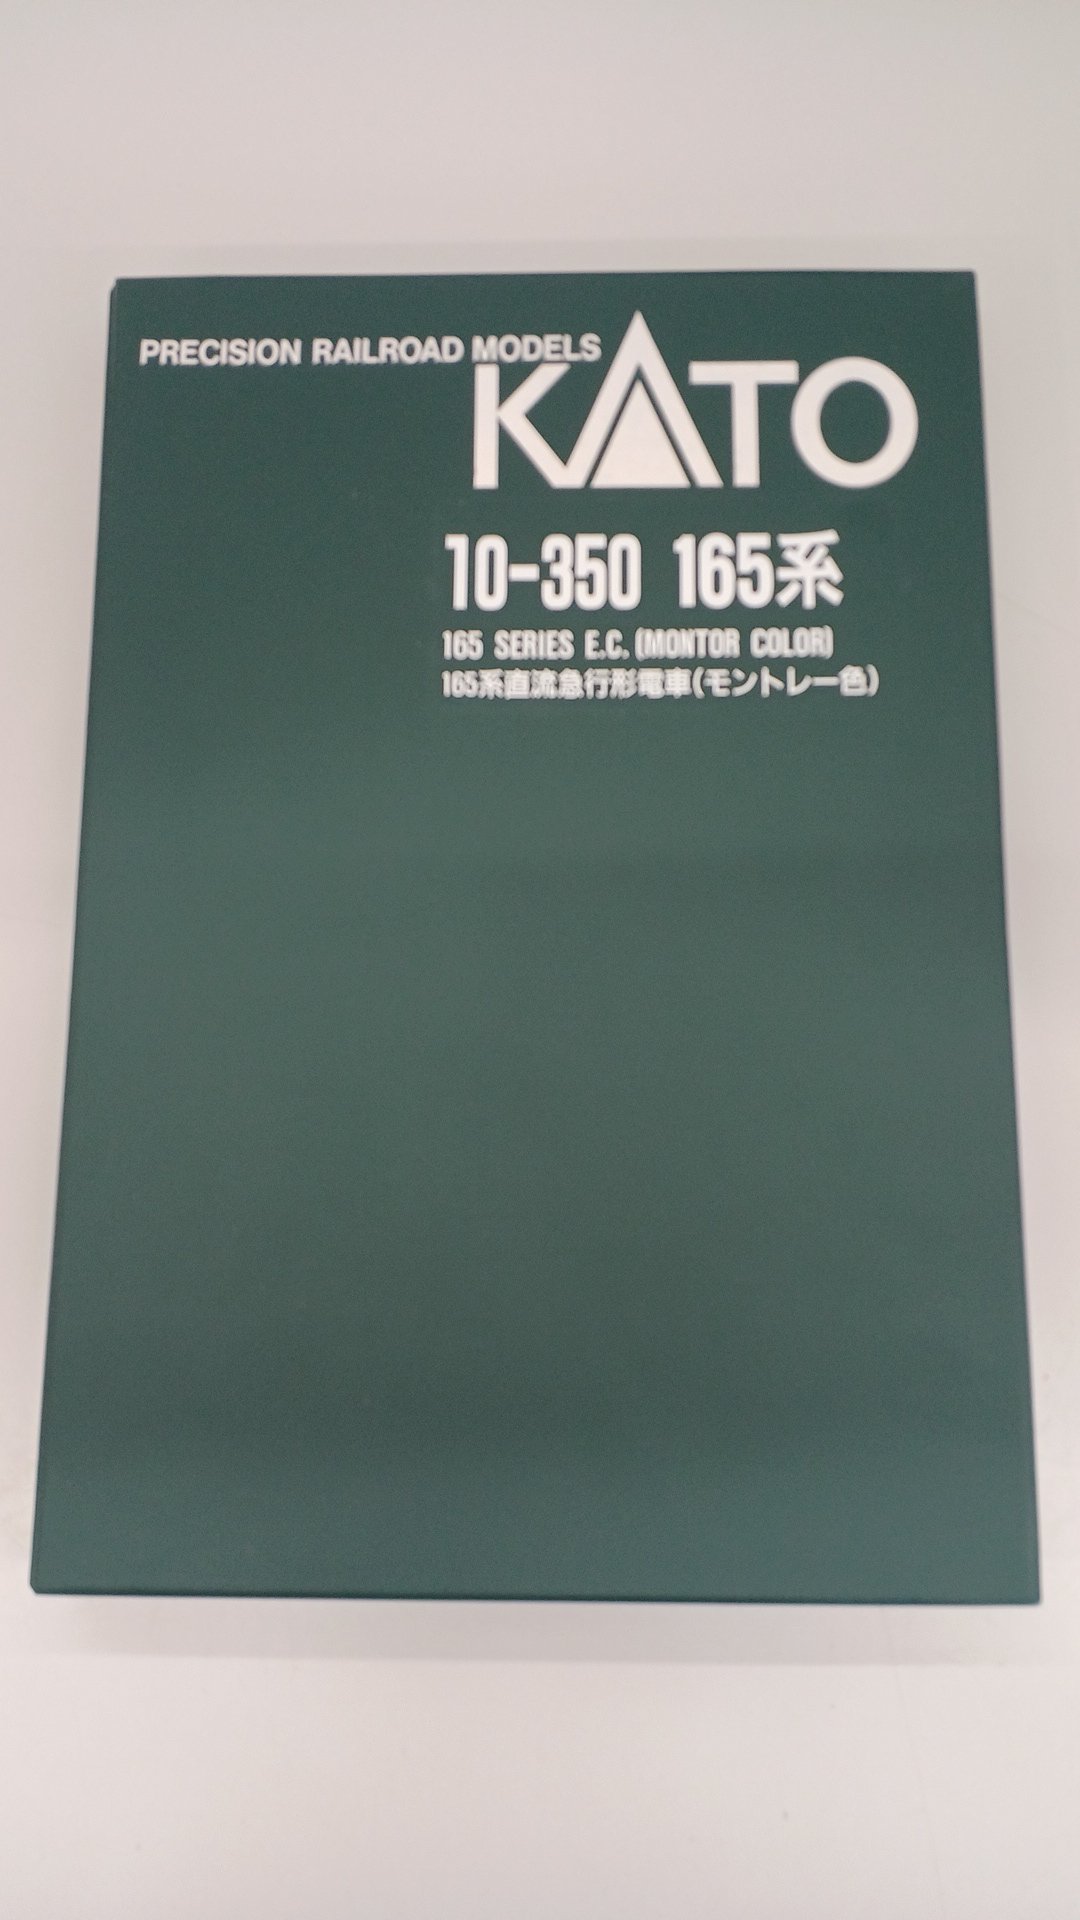 PRECISION RAILROAD MODELS
KATO
10-350 165系
165 SERIES E.C. (MONTOR COLOR)
165系直流急行形電車(モントレー色)